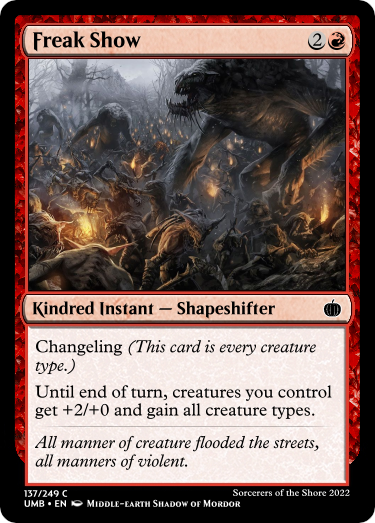 Freak Show 2
Kindred Instant — Shapeshifter
Changeling (This card is every creature
type.)
Until end of turn, creatures you control
get +2/+0 and gain all creature types.
All manner of creature flooded the streets,
all manners of violent.
137/249 C Sorcerers of the Shore 2022
UMB • EN Middle-earth Shadow of Mordor